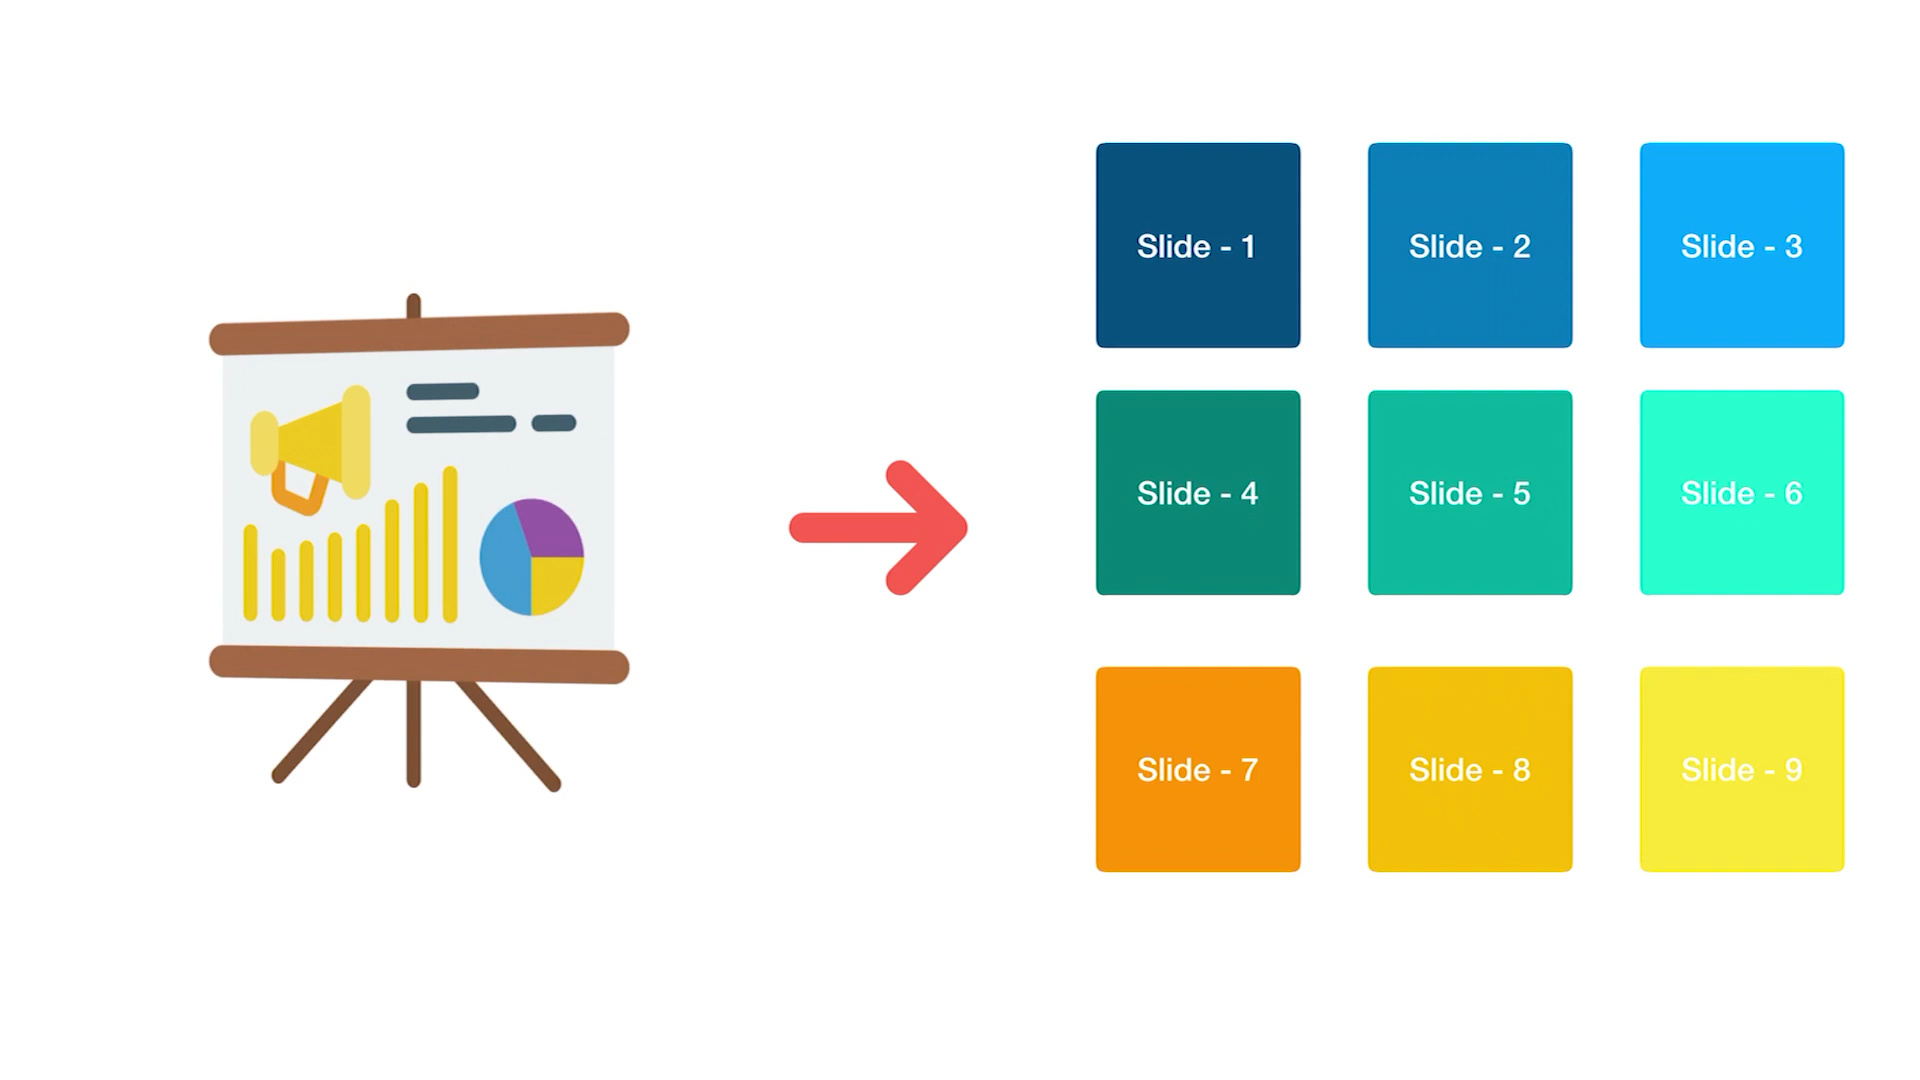 Slide - 1
Slide - 2
Slide - 3
Slide - 4
Slide - 5
Slide - 6
Slide - 7
Slide - 8
Slide - 9